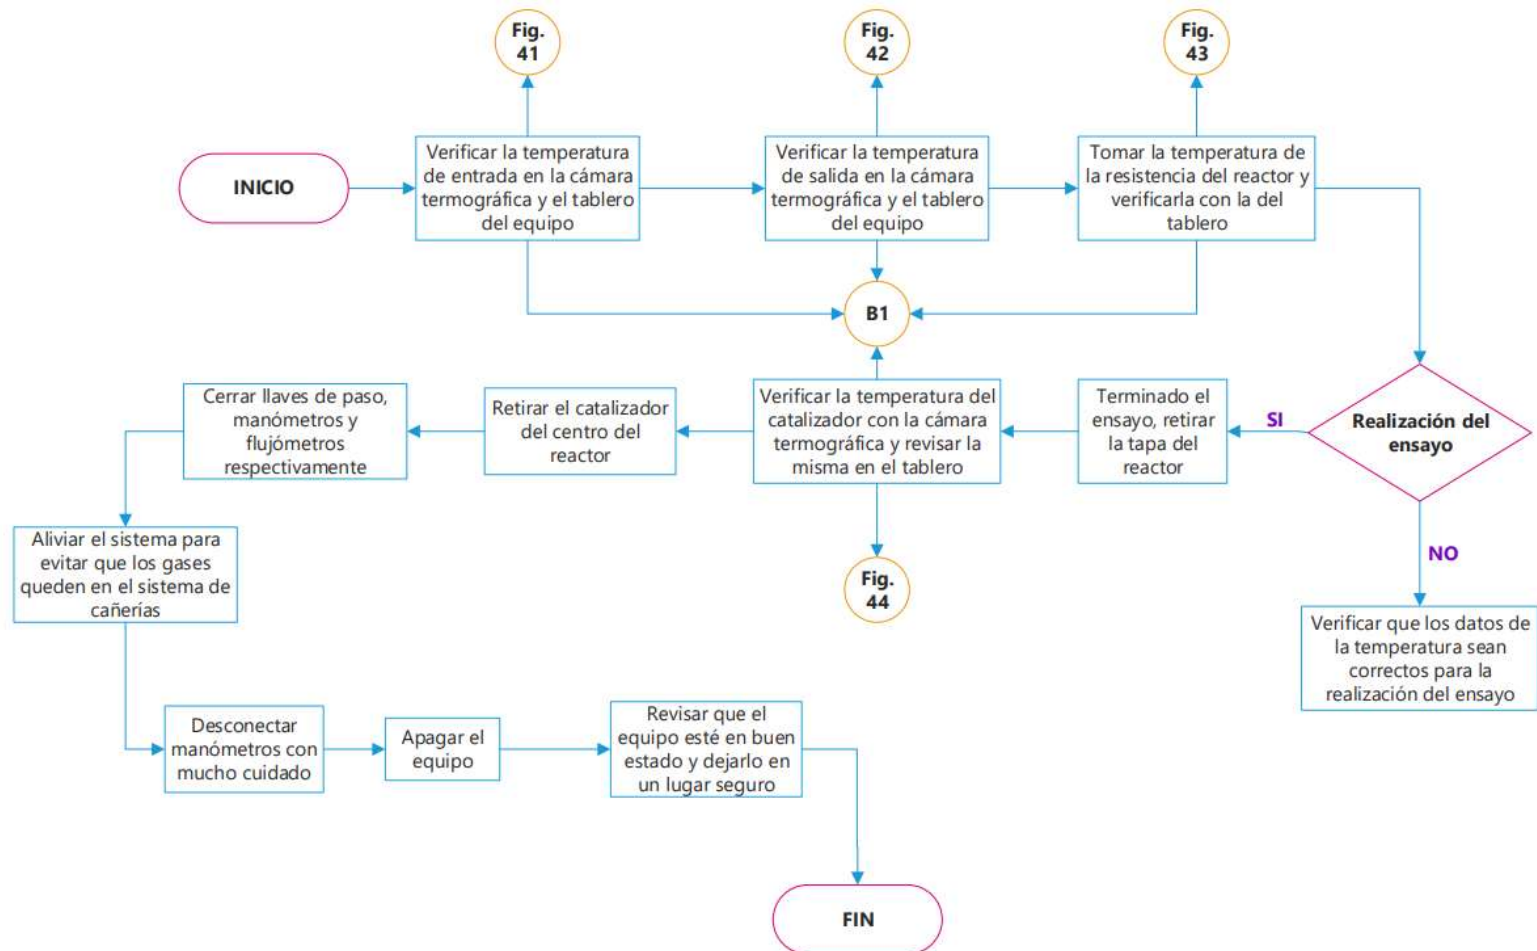 Fig.
41
Fig.
42
Fig.
43
INICIO
Verificar la temperatura
de entrada en la cámara
termográfica y el tablero
del equipo
Verificar la temperatura
de salida en la cámara
termográfica y el tablero
del equipo
Tomar la temperatura de
la resistencia del reactor y
verificarla con la del
tablero
B1
Cerrar llaves de paso,
manómetros y
flujómetros
respectivamente
Retirar el catalizador
del centro del
reactor
Verificar la temperatura del
catalizador con la cámara
termográfica y revisar la
misma en el tablero
Terminado el
ensayo, retirar
la tapa del
reactor
SI
Realización del
ensayo
Aliviar el sistema para
evitar que los gases
queden en el sistema de
cañerías
Fig.
44
NO
Verificar que los datos de
la temperatura sean
correctos para la
realización del ensayo
Desconectar
manómetros con
mucho cuidado
Apagar el
equipo
Revisar que el
equipo esté en buen
estado y dejarlo en
un lugar seguro
FIN